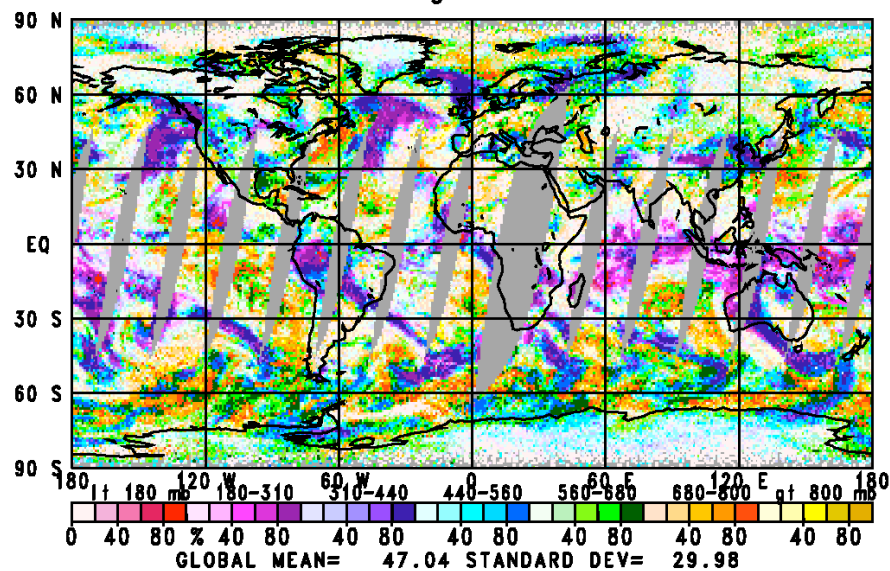 90 N
60 N
30 N
EQ
30 S
60 S
90 S
180 120 W 60 W 0 60 E 120 E 180
lt 180 mb 180-310 310-440 440-560 560-680 680-800 gt 800 mb
0 40 80 % 40 80 40 80 40 80 40 80 40 80 40 80
GLOBAL MEAN= 47.04 STANDARD DEV= 29.98